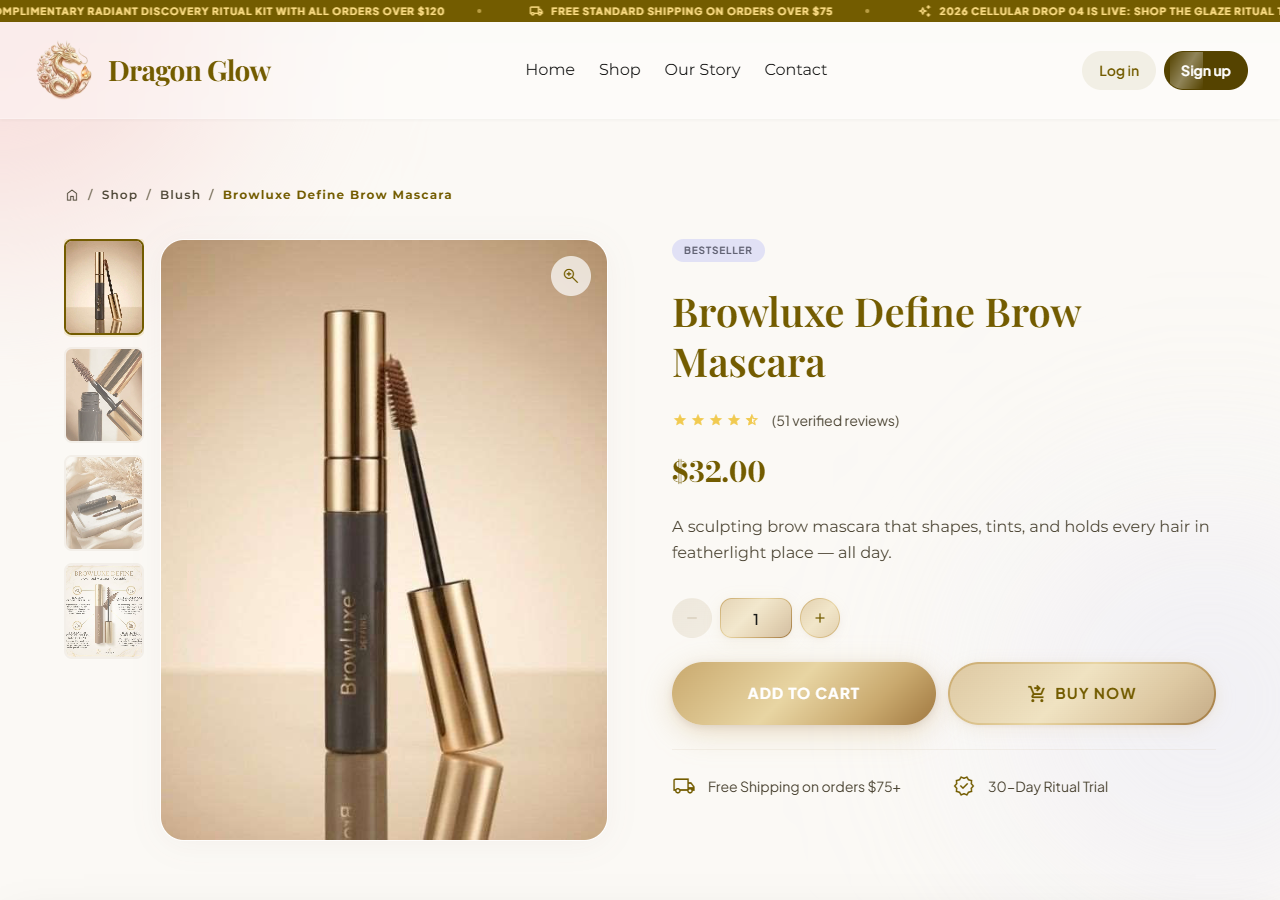 OMPLIMENTARY RADIANT DISCOVERY RITUAL KIT WITH ALL ORDERS OVER $120 • FREE STANDARD SHIPPING ON ORDERS OVER $75 • 2026 CELLULAR DROP 04 IS LIVE: SHOP THE GLAZE RITUAL
Dragon Glow
Home Shop Our Story Contact
Log in Sign up
/ Shop / Blush / Browluxe Define Brow Mascara
BESTSELLER
Browluxe Define Brow
Mascara
(51 verified reviews)
$32.00
A sculpting brow mascara that shapes, tints, and holds every hair in
featherlight place — all day.
− 1 +
ADD TO CART BUY NOW
Free Shipping on orders $75+ 30-Day Ritual Trial
BrowLuxe
BROWLUXE DEFINE